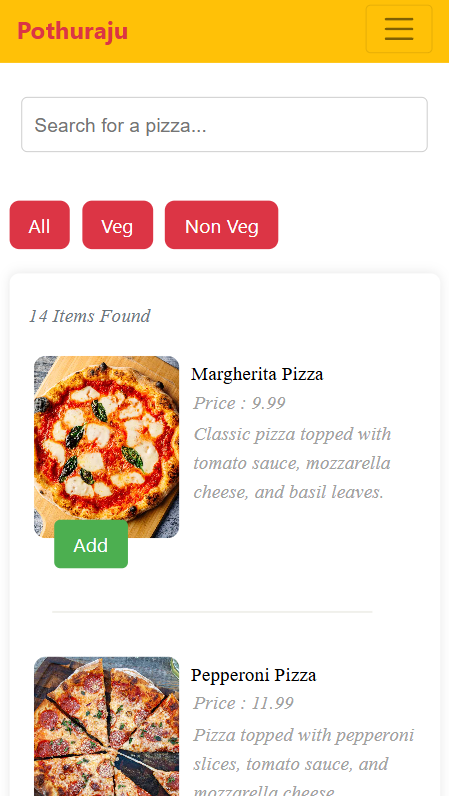 Pothuraju
Search for a pizza...
All
Veg
Non Veg
14 Items Found
Margherita Pizza
Price : 9.99
Classic pizza topped with
tomato sauce, mozzarella
cheese, and basil leaves.
Add
Pepperoni Pizza
Price : 11.99
Pizza topped with pepperoni
slices, tomato sauce, and
mozzarella cheese